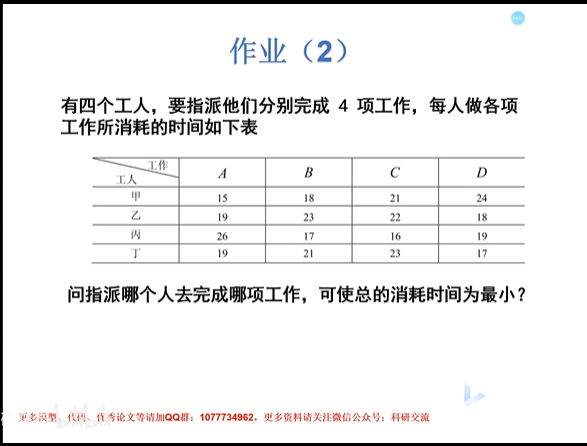 作业（2）
有四个工人，要指派他们分别完成 4 项工作，每人做各项
工作所消耗的时间如下表
工作
工人 A B C D
甲 15 18 21 24
乙 19 23 22 18
丙 26 17 16 19
丁 19 21 23 17
问指派哪个人去完成哪项工作，可使总的消耗时间为最小？
更多模型、代码、优秀论文等请加QQ群：1077734962，更多资料请关注微信公众号：科研交流
bilibili